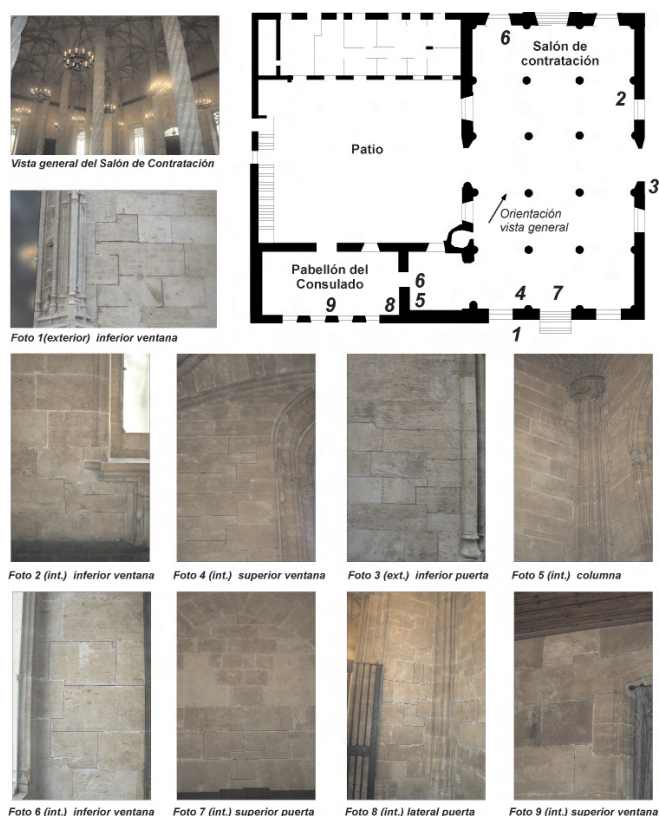 6
Salón de
contratación
2
Vista general del Salón de Contratación
Patio
3
Orientación
vista general
Pabellón del
Consulado
6
4
7
9
8
5
1
Foto 1(exterior) inferior ventana
Foto 2 (int.) inferior ventana
Foto 4 (int.) superior ventana
Foto 3 (ext.) inferior puerta
Foto 5 (int.) columna
Foto 6 (int.) inferior ventana
Foto 7 (int.) superior puerta
Foto 8 (int.) lateral puerta
Foto 9 (int.) superior ventana